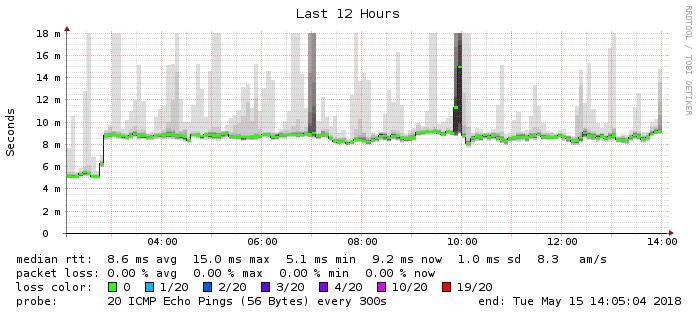 Last 12 Hours
RRDTOOL / TOBI OETIKER
Seconds
18 m
16 m
14 m
12 m
10 m
8 m
6 m
4 m
2 m
0
04:00 06:00 08:00 10:00 12:00 14:00
median rtt: 8.6 ms avg 15.0 ms max 5.1 ms min 9.2 ms now 1.0 ms sd 8.3 am/s
packet loss: 0.00 % avg 0.00 % max 0.00 % min 0.00 % now
loss color: 0 1/20 2/20 3/20 4/20 10/20 19/20
probe: 20 ICMP Echo Pings (56 Bytes) every 300s end: Tue May 15 14:05:04 2018